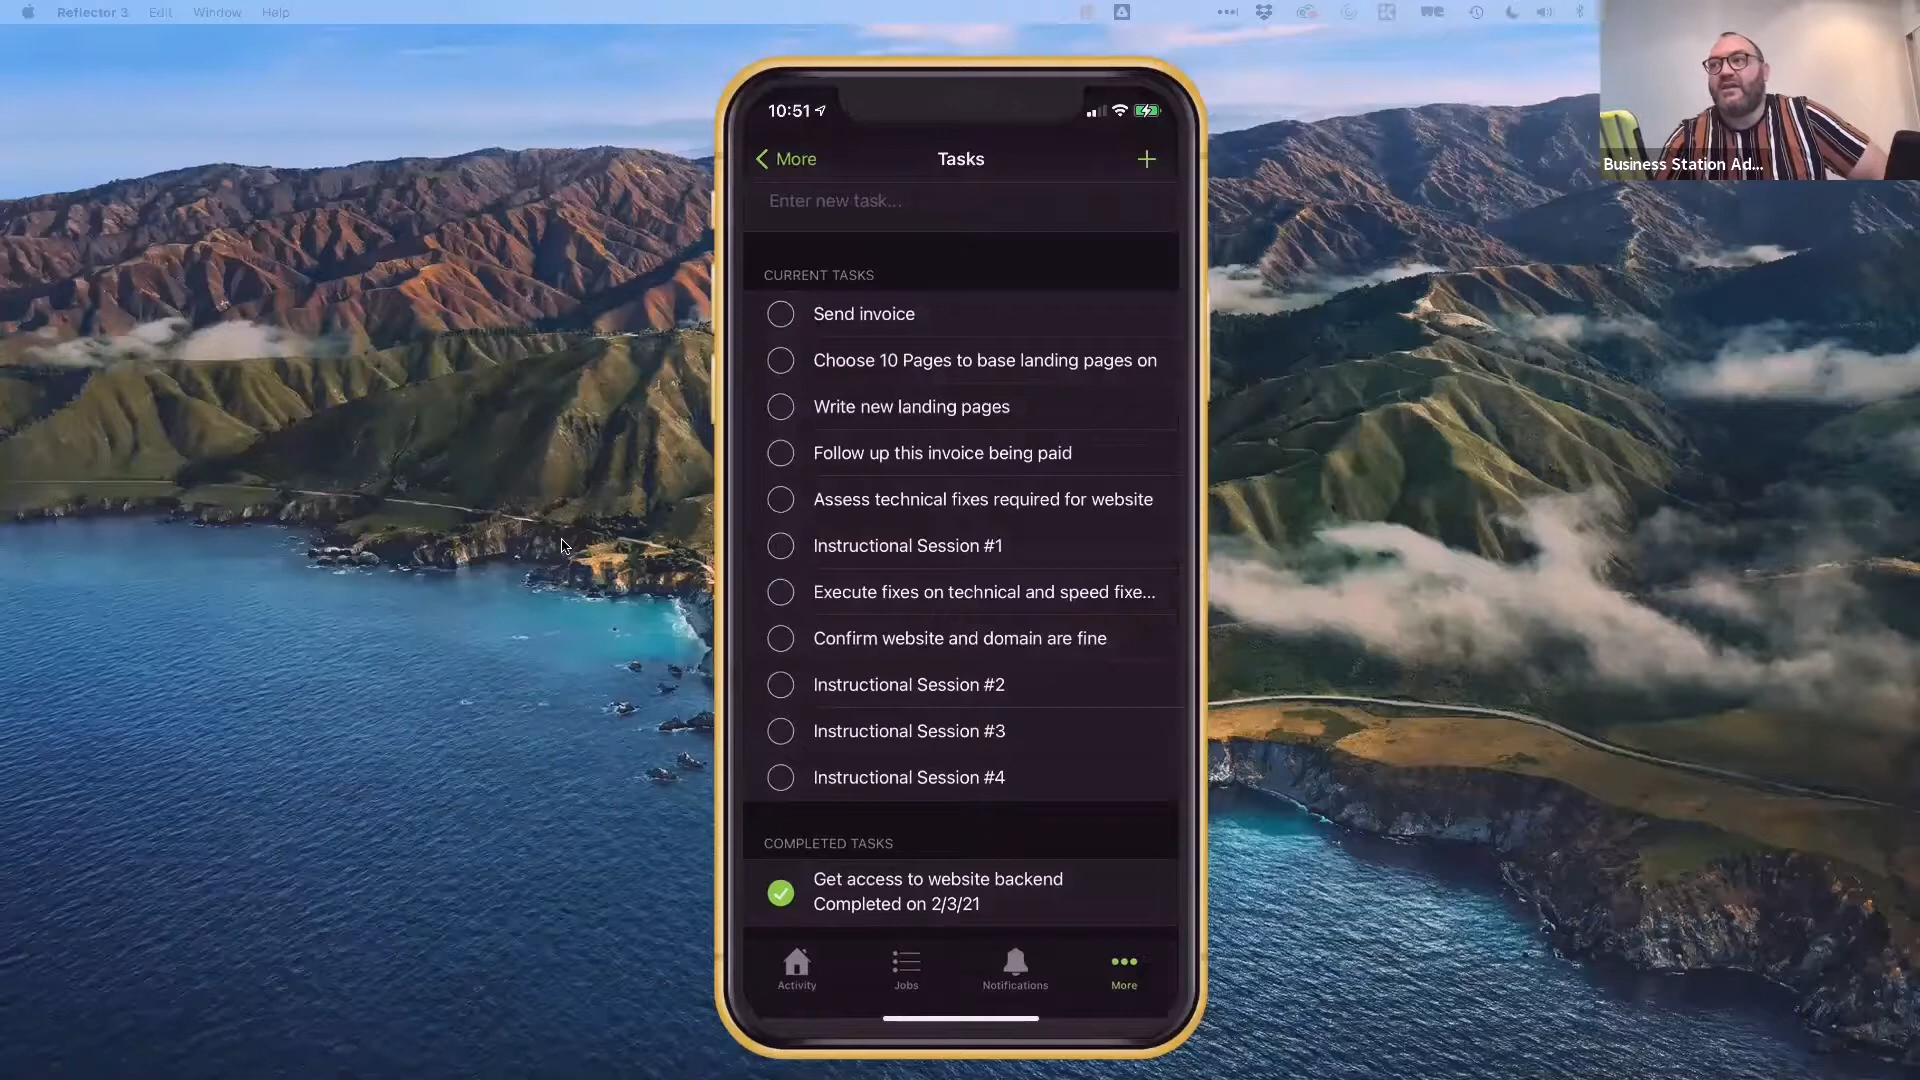 Reflector 3 Edit Window Help
Business Station Ad...
10:51
More Tasks +
Enter new task...
CURRENT TASKS
Send invoice
Choose 10 Pages to base landing pages on
Write new landing pages
Follow up this invoice being paid
Assess technical fixes required for website
Instructional Session #1
Execute fixes on technical and speed fixe...
Confirm website and domain are fine
Instructional Session #2
Instructional Session #3
Instructional Session #4
COMPLETED TASKS
Get access to website backend
Completed on 2/3/21
Activity Jobs Notifications More